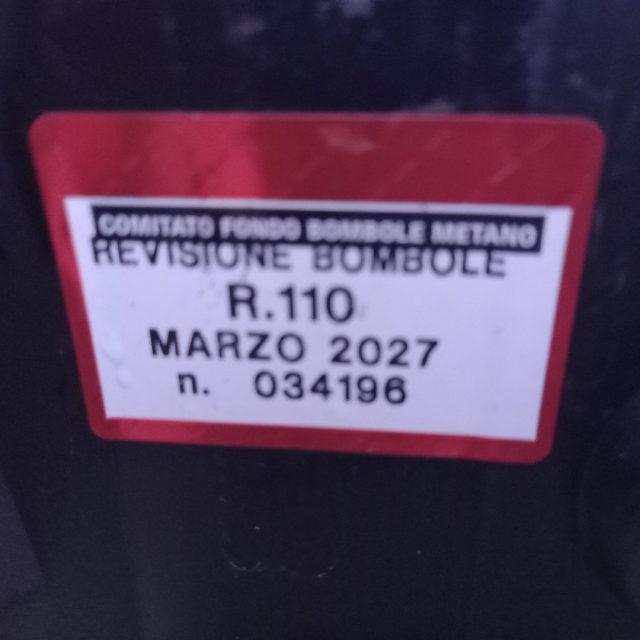 COMITATO FONDO BOMBOLE METANO
REVISIONE BOMBOLE
R.110
MARZO 2027
n. 034196